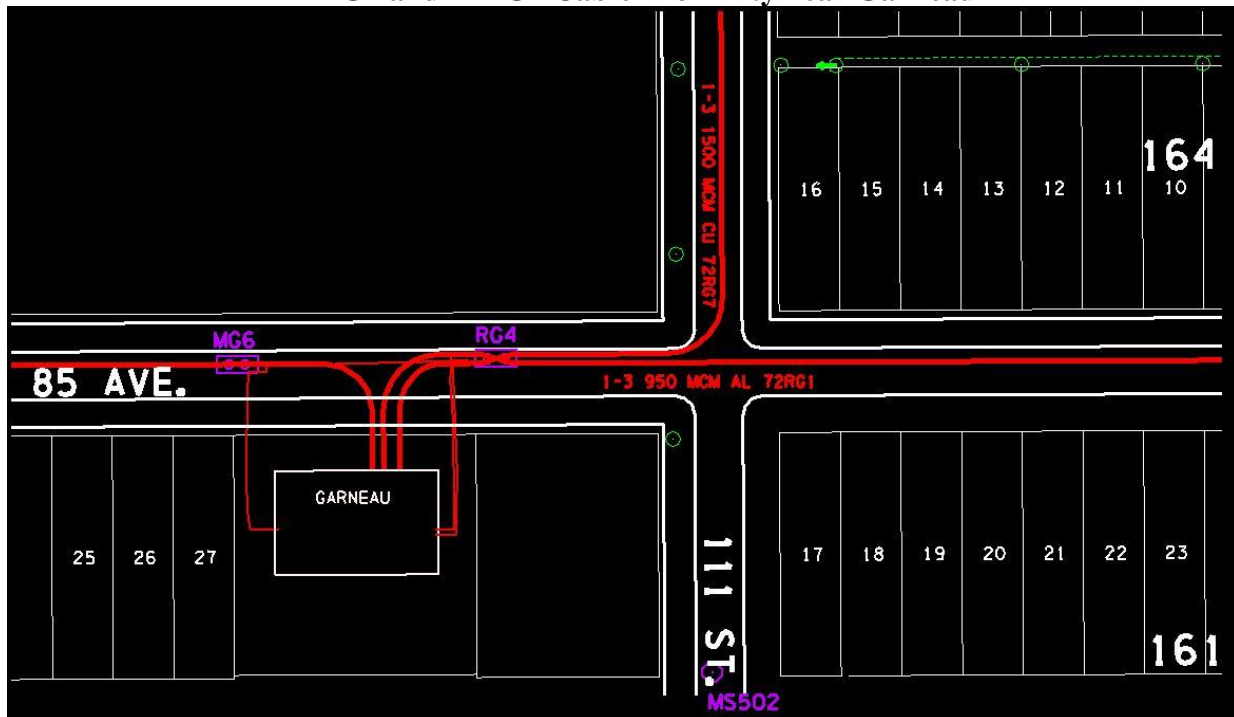 1-3 1500 MCM CU 72RG7
164
16 15 14 13 12 11 10
MG6
RG4
85 AVE.
1-3 950 MCM AL 72RG1
GARNEAU
25 26 27
111 ST.
17 18 19 20 21 22 23
161
MS502